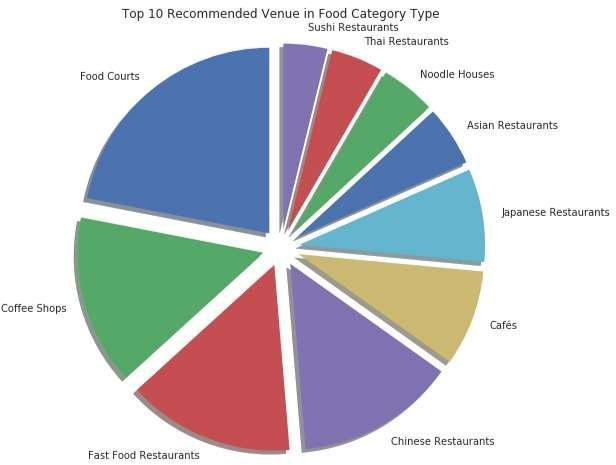 Top 10 Recommended Venue in Food Category Type
Sushi Restaurants
Thai Restaurants
Food Courts
Noodle Houses
Asian Restaurants
Japanese Restaurants
Coffee Shops
Cafés
Chinese Restaurants
Fast Food Restaurants